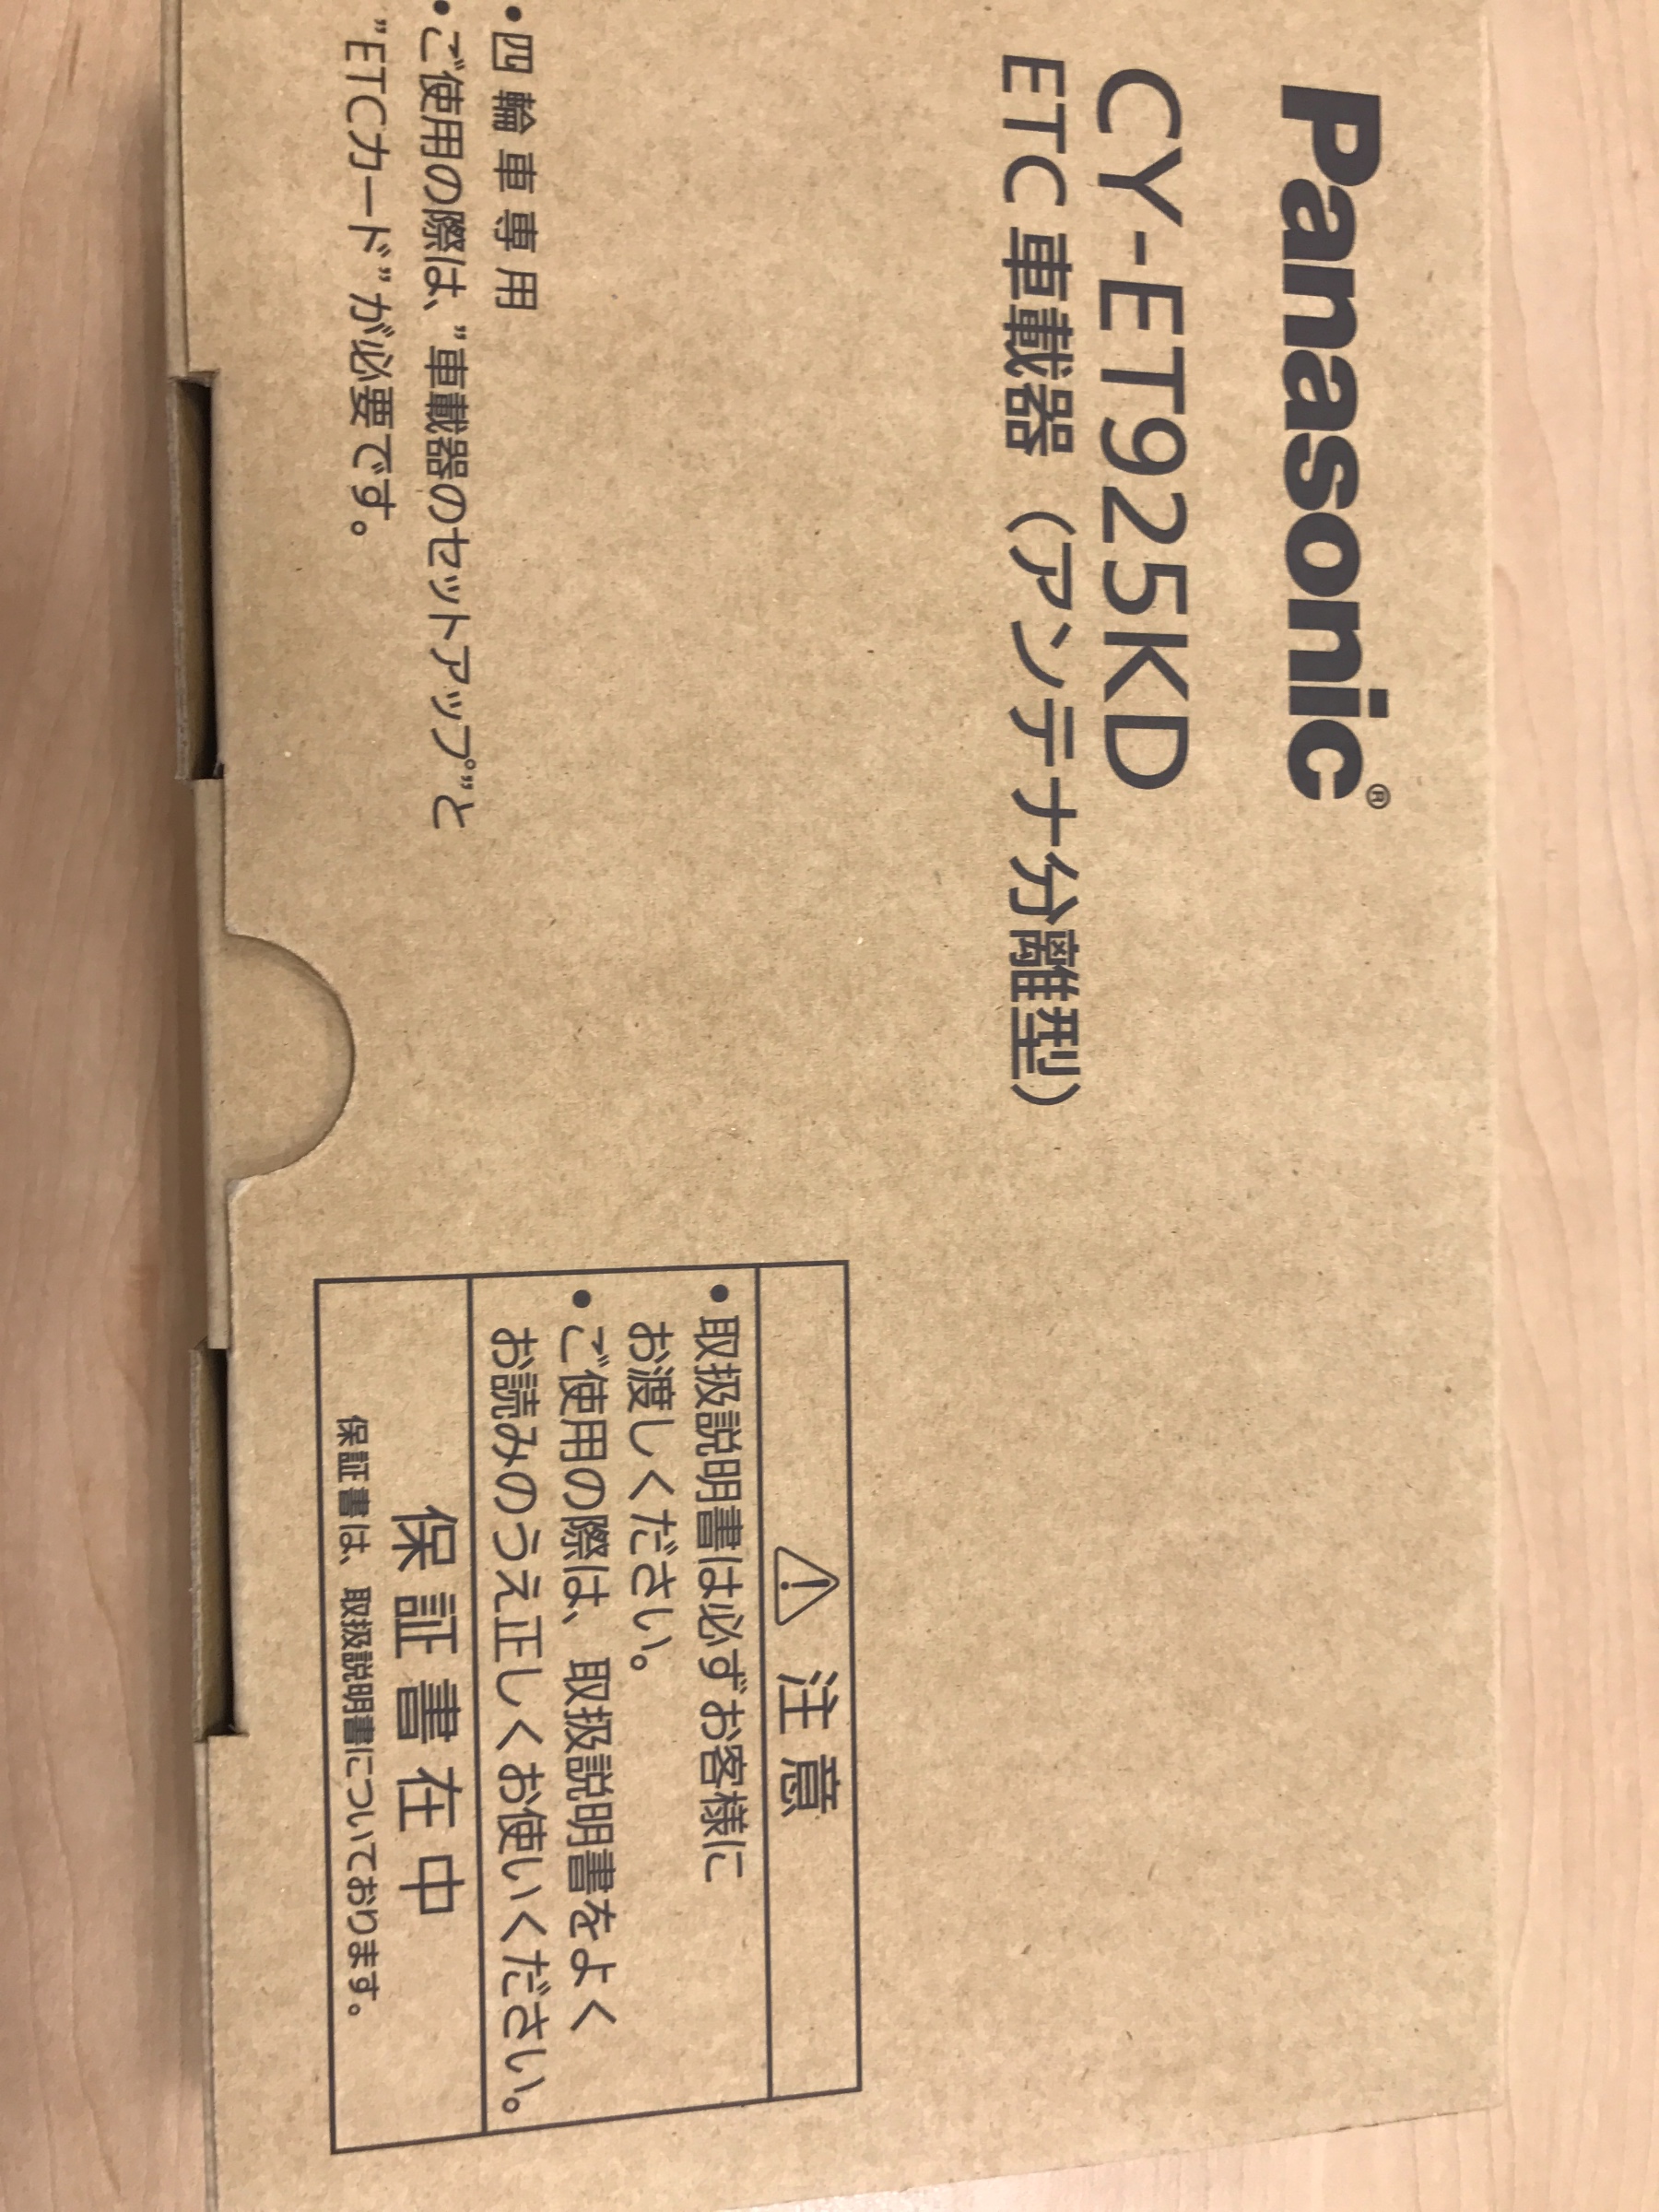 Panasonic®
CY-ET925KD
ETC車載器（アンテナ分離型）
•四輪車専用
•ご使用の際は、"車載器のセットアップ"と
"ETCカード"が必要です。
⚠ 注意
•取扱説明書は必ずお客様に
お渡しください。
•ご使用の際は、取扱説明書をよく
お読みのうえ正しくお使いください。
保証書在中
保証書は、取扱説明書についております。